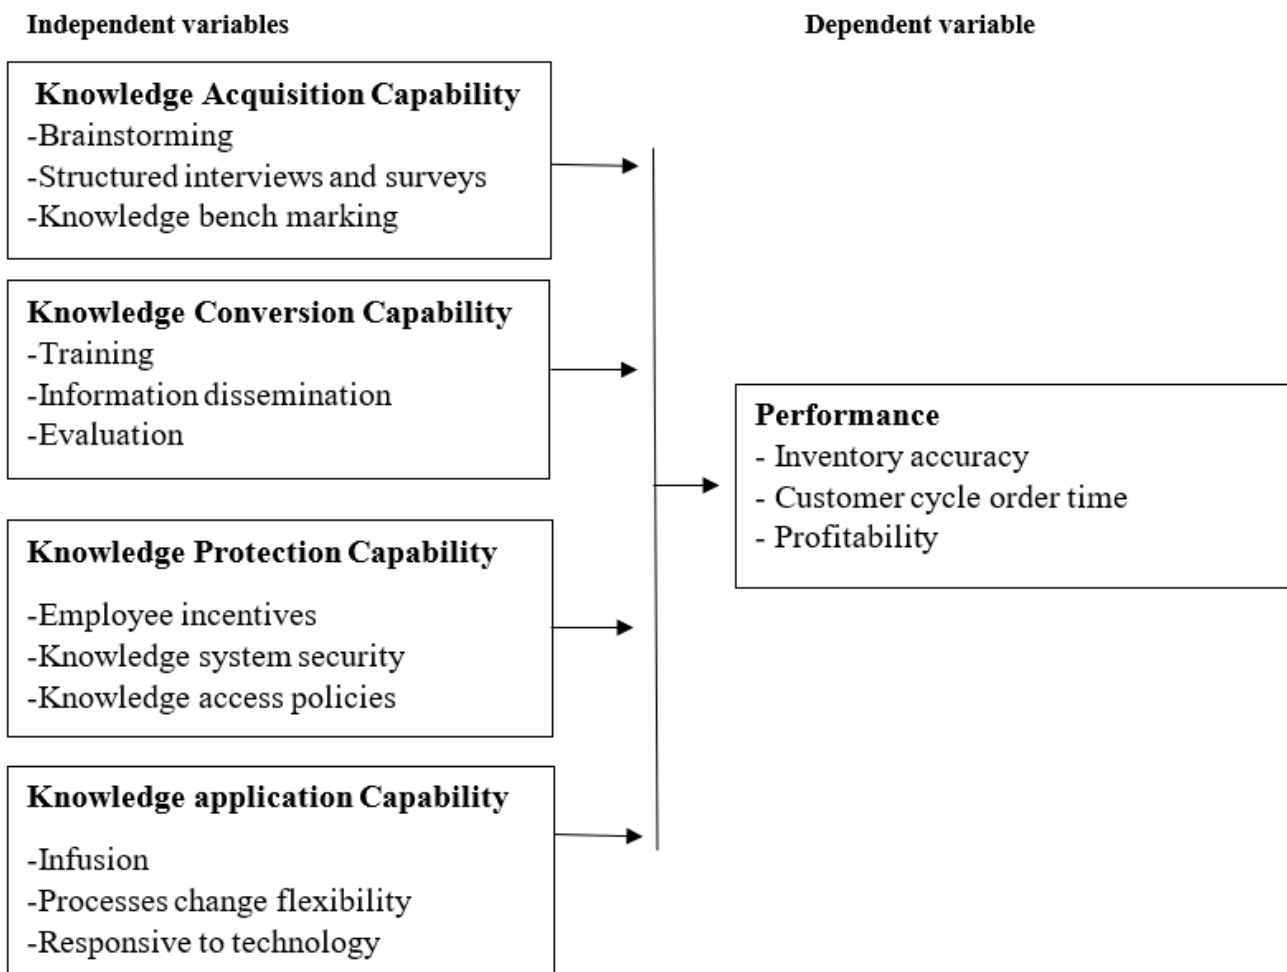 Independent variables
Dependent variable
Knowledge Acquisition Capability
-Brainstorming
-Structured interviews and surveys
-Knowledge bench marking
Knowledge Conversion Capability
-Training
-Information dissemination
-Evaluation
Knowledge Protection Capability
-Employee incentives
-Knowledge system security
-Knowledge access policies
Knowledge application Capability
-Infusion
-Processes change flexibility
-Responsive to technology
Performance
- Inventory accuracy
- Customer cycle order time
- Profitability